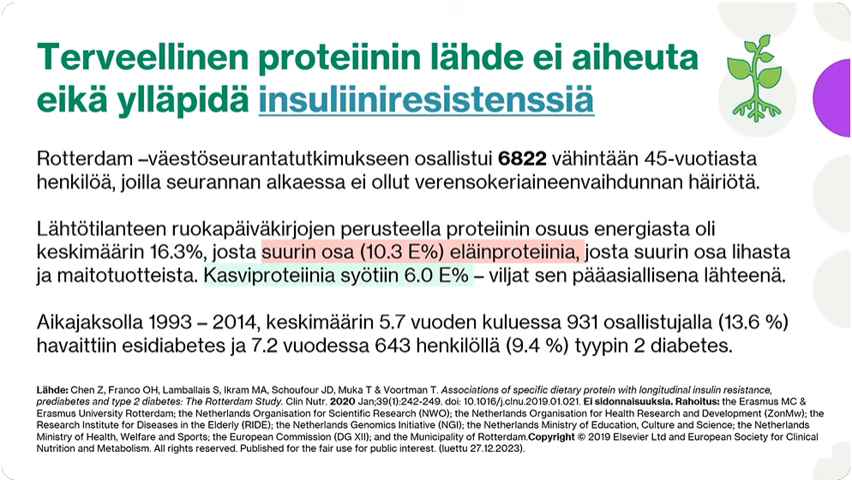 Terveellinen proteiinin lähde ei aiheuta
eikä ylläpidä insuliiniresistenssiä
Rotterdam –väestöseurantatutkimukseen osallistui 6822 vähintään 45-vuotiasta
henkilöä, joilla seurannan alkaessa ei ollut verensokeriaineenvaihdunnan häiriötä.
Lähtötilanteen ruokapäiväkirjojen perusteella proteiinin osuus energiasta oli
keskimäärin 16.3%, josta suurin osa (10.3 E%) eläinproteiinia, josta suurin osa lihasta
ja maitotuotteista. Kasviproteiinia syötiin 6.0 E% – viljat sen pääasiallisena lähteenä.
Aikajaksolla 1993 – 2014, keskimäärin 5.7 vuoden kuluessa 931 osallistujalla (13.6 %)
havaittiin esidiabetes ja 7.2 vuodessa 643 henkilöllä (9.4 %) tyypin 2 diabetes.
Lähde: Chen Z, Franco OH, Lamballais S, Ikram MA, Schoufour JD, Muka T & Voortman T. Associations of specific dietary protein with longitudinal insulin resistance,
prediabetes and type 2 diabetes: The Rotterdam Study. Clin Nutr. 2020 Jan;39(1):242-249. doi: 10.1016/j.clnu.2019.01.021. Ei sidonnaisuuksia. Rahoitus: the Erasmus MC &
Erasmus University Rotterdam; the Netherlands Organisation for Scientific Research (NWO); the Netherlands Organisation for Health Research and Development (ZonMw); the
Research Institute for Diseases in the Elderly (RIDE); the Netherlands Genomics Initiative (NGI); the Netherlands Ministry of Education, Culture and Science; the Netherlands
Ministry of Health, Welfare and Sports; the European Commission (DG XII); and the Municipality of Rotterdam.Copyright © 2019 Elsevier Ltd and European Society for Clinical
Nutrition and Metabolism. All rights reserved. Published for the fair use for public interest. (luettu 27.12.2023).